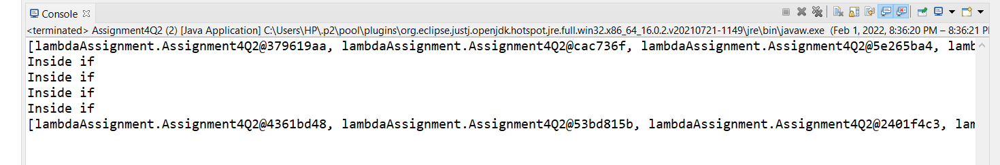 Console
<terminated> Assignment4Q2 (2) [Java Application] C:\Users\HP\.p2\pool\plugins\org.eclipse.justj.openjdk.hotspot.jre.full.win32.x86_64_16.0.2.v20210721-1149\jre\bin\javaw.exe (Feb 1, 2022, 8:36:20 PM – 8:36:21 P
[lambdaAssignment.Assignment4Q2@379619aa, lambdaAssignment.Assignment4Q2@cac736f, lambdaAssignment.Assignment4Q2@5e265ba4, lamb
Inside if
Inside if
Inside if
Inside if
[lambdaAssignment.Assignment4Q2@4361bd48, lambdaAssignment.Assignment4Q2@53bd815b, lambdaAssignment.Assignment4Q2@2401f4c3, lam